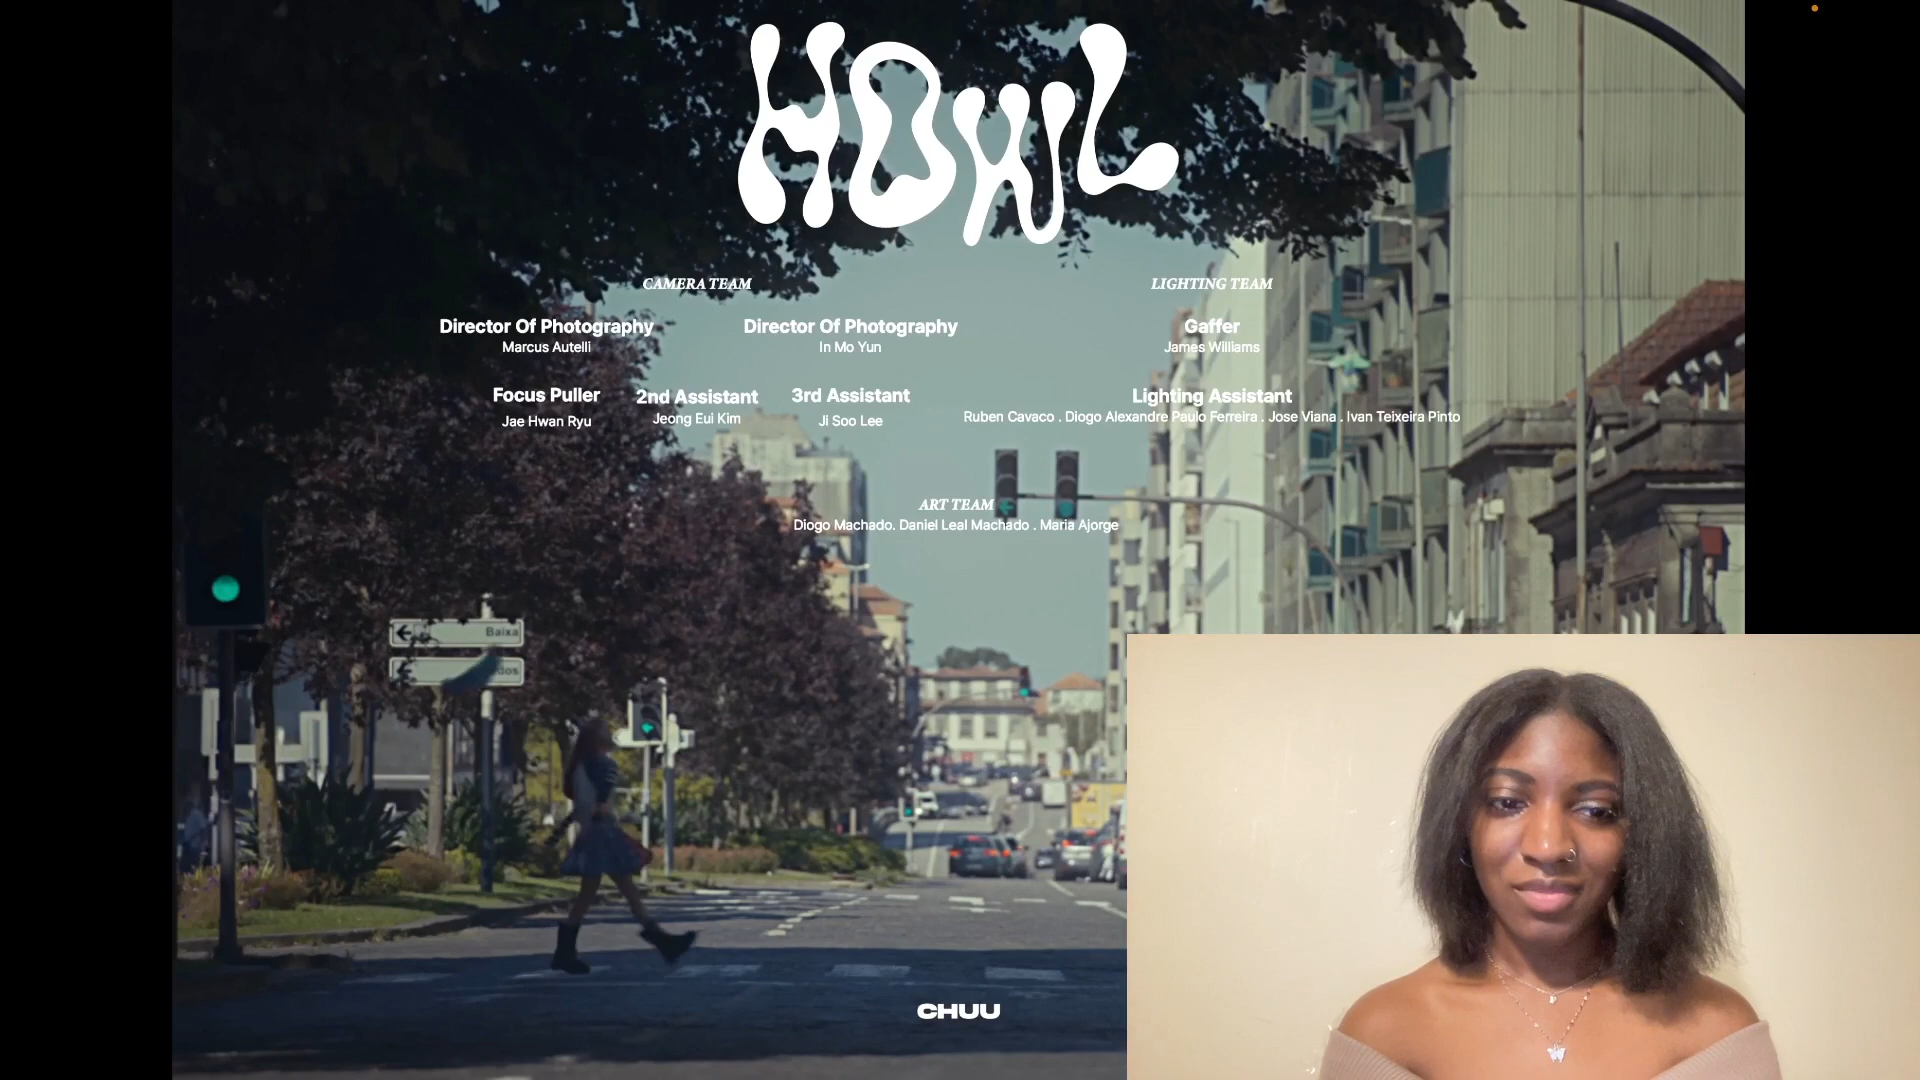 HOWL
CAMERA TEAM
LIGHTING TEAM
Director Of Photography
Marcus Autelli
Director Of Photography
In Mo Yun
Gaffer
James Williams
Focus Puller
Jae Hwan Ryu
2nd Assistant
Jeong Eui Kim
3rd Assistant
Ji Soo Lee
Lighting Assistant
Ruben Cavaco . Diogo Alexandre Paulo Ferreira . Jose Viana . Ivan Teixeira Pinto
ART TEAM
Diogo Machado. Daniel Leal Machado . Maria Ajorge
Baixa
CHUU